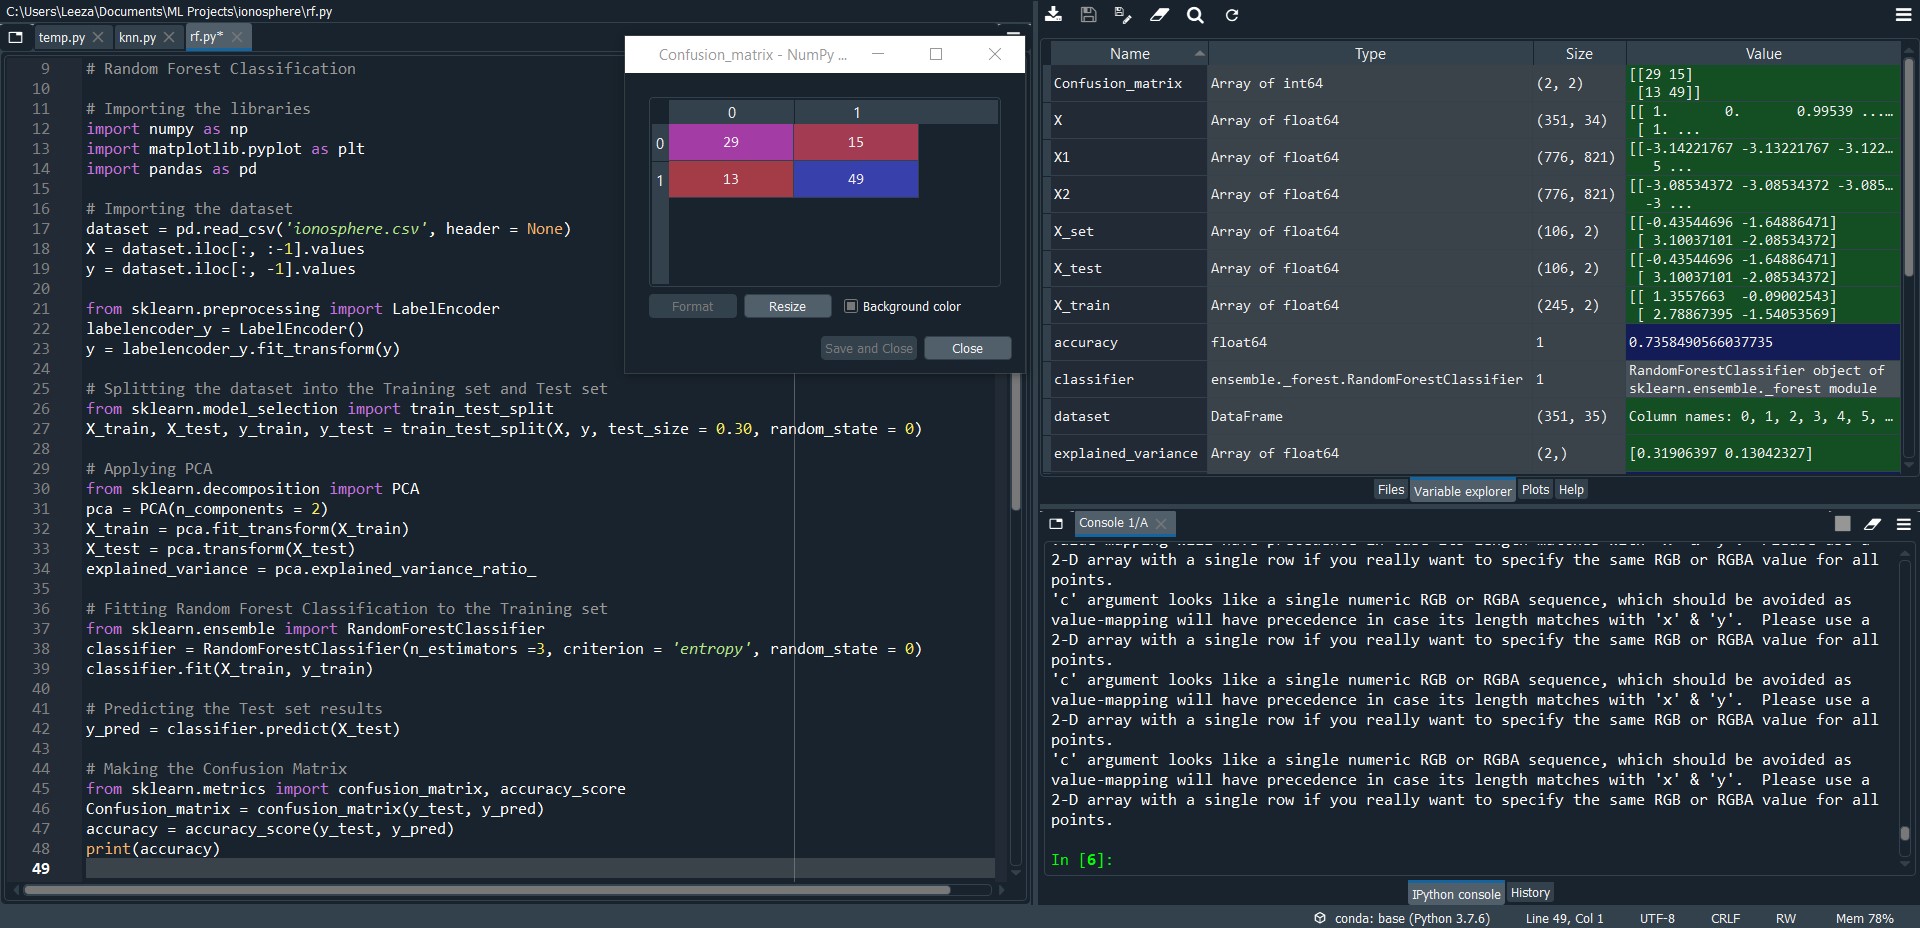 C:\Users\Leeza\Documents\ML Projects\ionosphere\rf.py
temp.py
knn.py
rf.py*
9 # Random Forest Classification
10
11 # Importing the libraries
12 import numpy as np
13 import matplotlib.pyplot as plt
14 import pandas as pd
15
16 # Importing the dataset
17 dataset = pd.read_csv('ionosphere.csv', header = None)
18 X = dataset.iloc[:, :-1].values
19 y = dataset.iloc[:, -1].values
20
21 from sklearn.preprocessing import LabelEncoder
22 labelencoder_y = LabelEncoder()
23 y = labelencoder_y.fit_transform(y)
24
25 # Splitting the dataset into the Training set and Test set
26 from sklearn.model_selection import train_test_split
27 X_train, X_test, y_train, y_test = train_test_split(X, y, test_size = 0.30, random_state = 0)
28
29 # Applying PCA
30 from sklearn.decomposition import PCA
31 pca = PCA(n_components = 2)
32 X_train = pca.fit_transform(X_train)
33 X_test = pca.transform(X_test)
34 explained_variance = pca.explained_variance_ratio_
35
36 # Fitting Random Forest Classification to the Training set
37 from sklearn.ensemble import RandomForestClassifier
38 classifier = RandomForestClassifier(n_estimators =3, criterion = 'entropy', random_state = 0)
39 classifier.fit(X_train, y_train)
40
41 # Predicting the Test set results
42 y_pred = classifier.predict(X_test)
43
44 # Making the Confusion Matrix
45 from sklearn.metrics import confusion_matrix, accuracy_score
46 Confusion_matrix = confusion_matrix(y_test, y_pred)
47 accuracy = accuracy_score(y_test, y_pred)
48 print(accuracy)
49
Confusion_matrix - NumPy ...
0 1
0 29 15
1 13 49
Format Resize Background color
Save and Close Close
Name Type Size Value
Confusion_matrix Array of int64 (2, 2) [[29 15]
[13 49]]
X Array of float64 (351, 34) [[ 1. 0. 0.99539 ...…
[ 1. ...
X1 Array of float64 (776, 821) [[-3.14221767 -3.13221767 -3.122…
5 ...
X2 Array of float64 (776, 821) [[-3.08534372 -3.08534372 -3.085…
-3 ...
X_set Array of float64 (106, 2) [[-0.43544696 -1.64886471]
[ 3.10037101 -2.08534372]
X_test Array of float64 (106, 2) [[-0.43544696 -1.64886471]
[ 3.10037101 -2.08534372]
X_train Array of float64 (245, 2) [[ 1.3557663 -0.09002543]
[ 2.78867395 -1.54053569]
accuracy float64 1 0.7358490566037735
classifier ensemble._forest.RandomForestClassifier 1 RandomForestClassifier object of
sklearn.ensemble._forest module
dataset DataFrame (351, 35) Column names: 0, 1, 2, 3, 4, 5, …
explained_variance Array of float64 (2,) [0.31906397 0.13042327]
Files Variable explorer Plots Help
Console 1/A
value-mapping will have precedence in case its length matches with 'x' & 'y'.  Please use a
2-D array with a single row if you really want to specify the same RGB or RGBA value for all
points.
'c' argument looks like a single numeric RGB or RGBA sequence, which should be avoided as
value-mapping will have precedence in case its length matches with 'x' & 'y'.  Please use a
2-D array with a single row if you really want to specify the same RGB or RGBA value for all
points.
'c' argument looks like a single numeric RGB or RGBA sequence, which should be avoided as
value-mapping will have precedence in case its length matches with 'x' & 'y'.  Please use a
2-D array with a single row if you really want to specify the same RGB or RGBA value for all
points.
'c' argument looks like a single numeric RGB or RGBA sequence, which should be avoided as
value-mapping will have precedence in case its length matches with 'x' & 'y'.  Please use a
2-D array with a single row if you really want to specify the same RGB or RGBA value for all
points.
In [6]:
IPython console History
conda: base (Python 3.7.6) Line 49, Col 1 UTF-8 CRLF RW Mem 78%